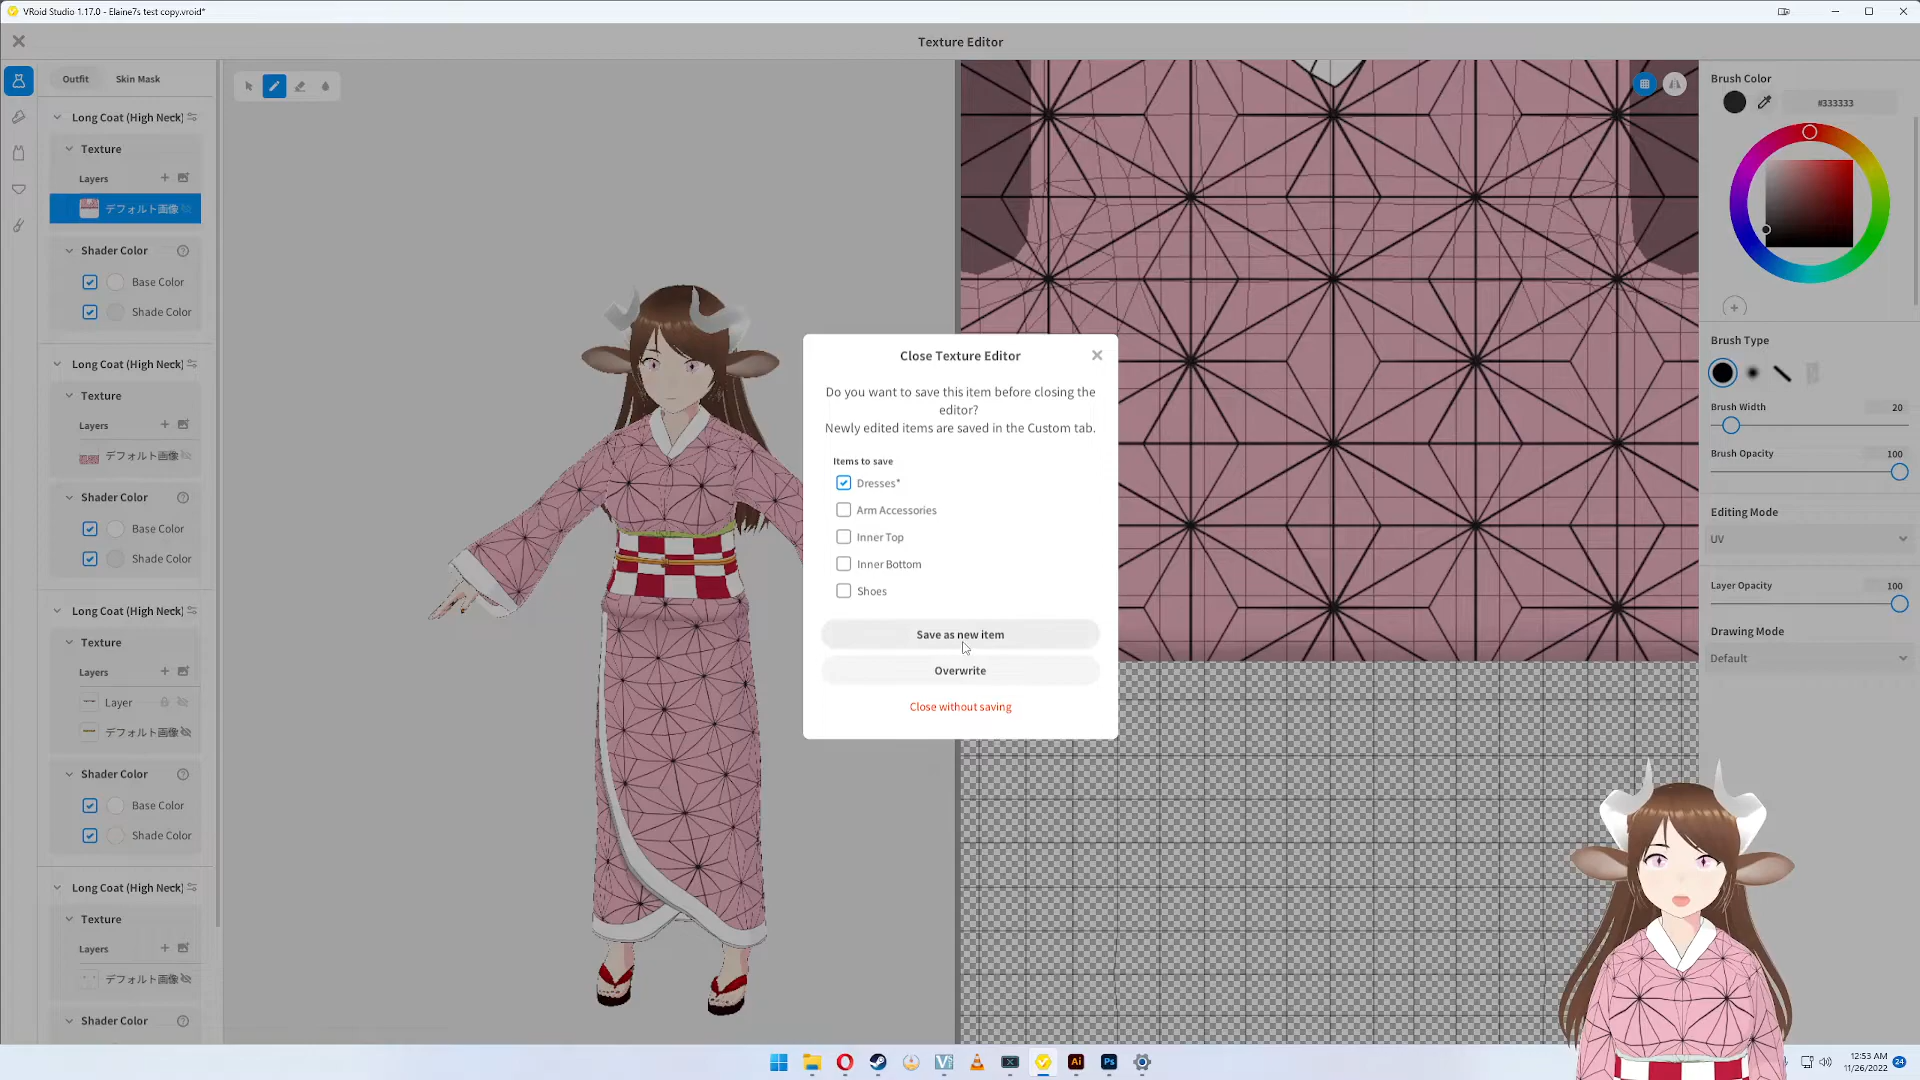 VRoid Studio 1.17.0 - Elaine7s test copy.vroid*
Texture Editor
Outfit
Skin Mask
Long Coat (High Neck)
Texture
Layers
デフォルト画像
Shader Color
Base Color
Shade Color
Long Coat (High Neck)
Texture
Layers
デフォルト画像
Shader Color
Base Color
Shade Color
Long Coat (High Neck)
Texture
Layers
Layer
デフォルト画像
Shader Color
Base Color
Shade Color
Long Coat (High Neck)
Texture
Layers
デフォルト画像
Shader Color
Close Texture Editor
Do you want to save this item before closing the
editor?
Newly edited items are saved in the Custom tab.
Items to save
Dresses*
Arm Accessories
Inner Top
Inner Bottom
Shoes
Save as new item
Overwrite
Close without saving
Brush Color
#333333
Brush Type
Brush Width
20
Brush Opacity
100
Editing Mode
UV
Layer Opacity
100
Drawing Mode
Default
Ai
Ps
12:53 AM
11/26/2022
24